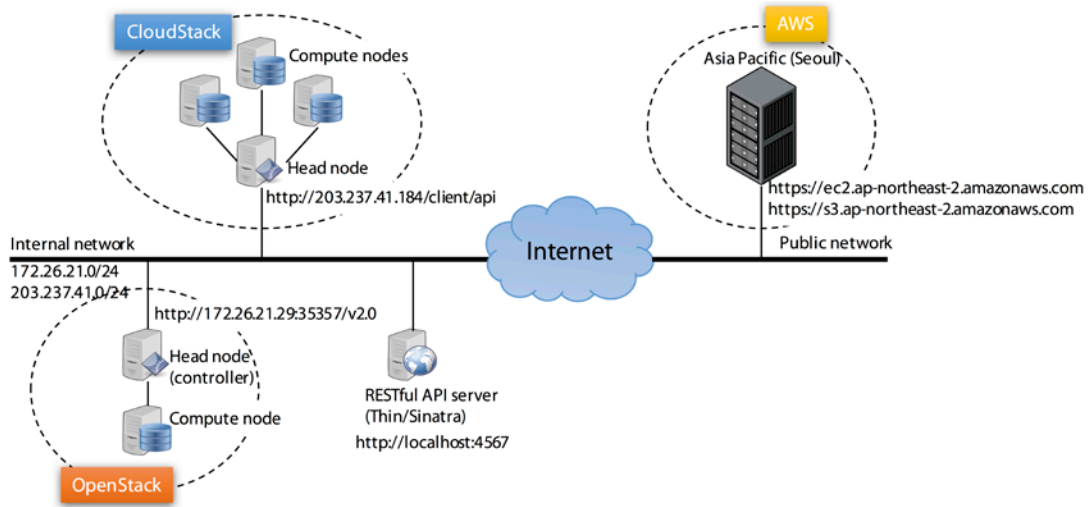 CloudStack
Compute nodes
Head node
http://203.237.41.184/client/api
AWS
Asia Pacific (Seoul)
https://ec2.ap-northeast-2.amazonaws.com
https://s3.ap-northeast-2.amazonaws.com
Internal network
Internet
Public network
172.26.21.0/24
203.237.41.0/24
http://172.26.21.29:35357/v2.0
Head node
(controller)
Compute node
OpenStack
RESTful API server
(Thin/Sinatra)
http://localhost:4567